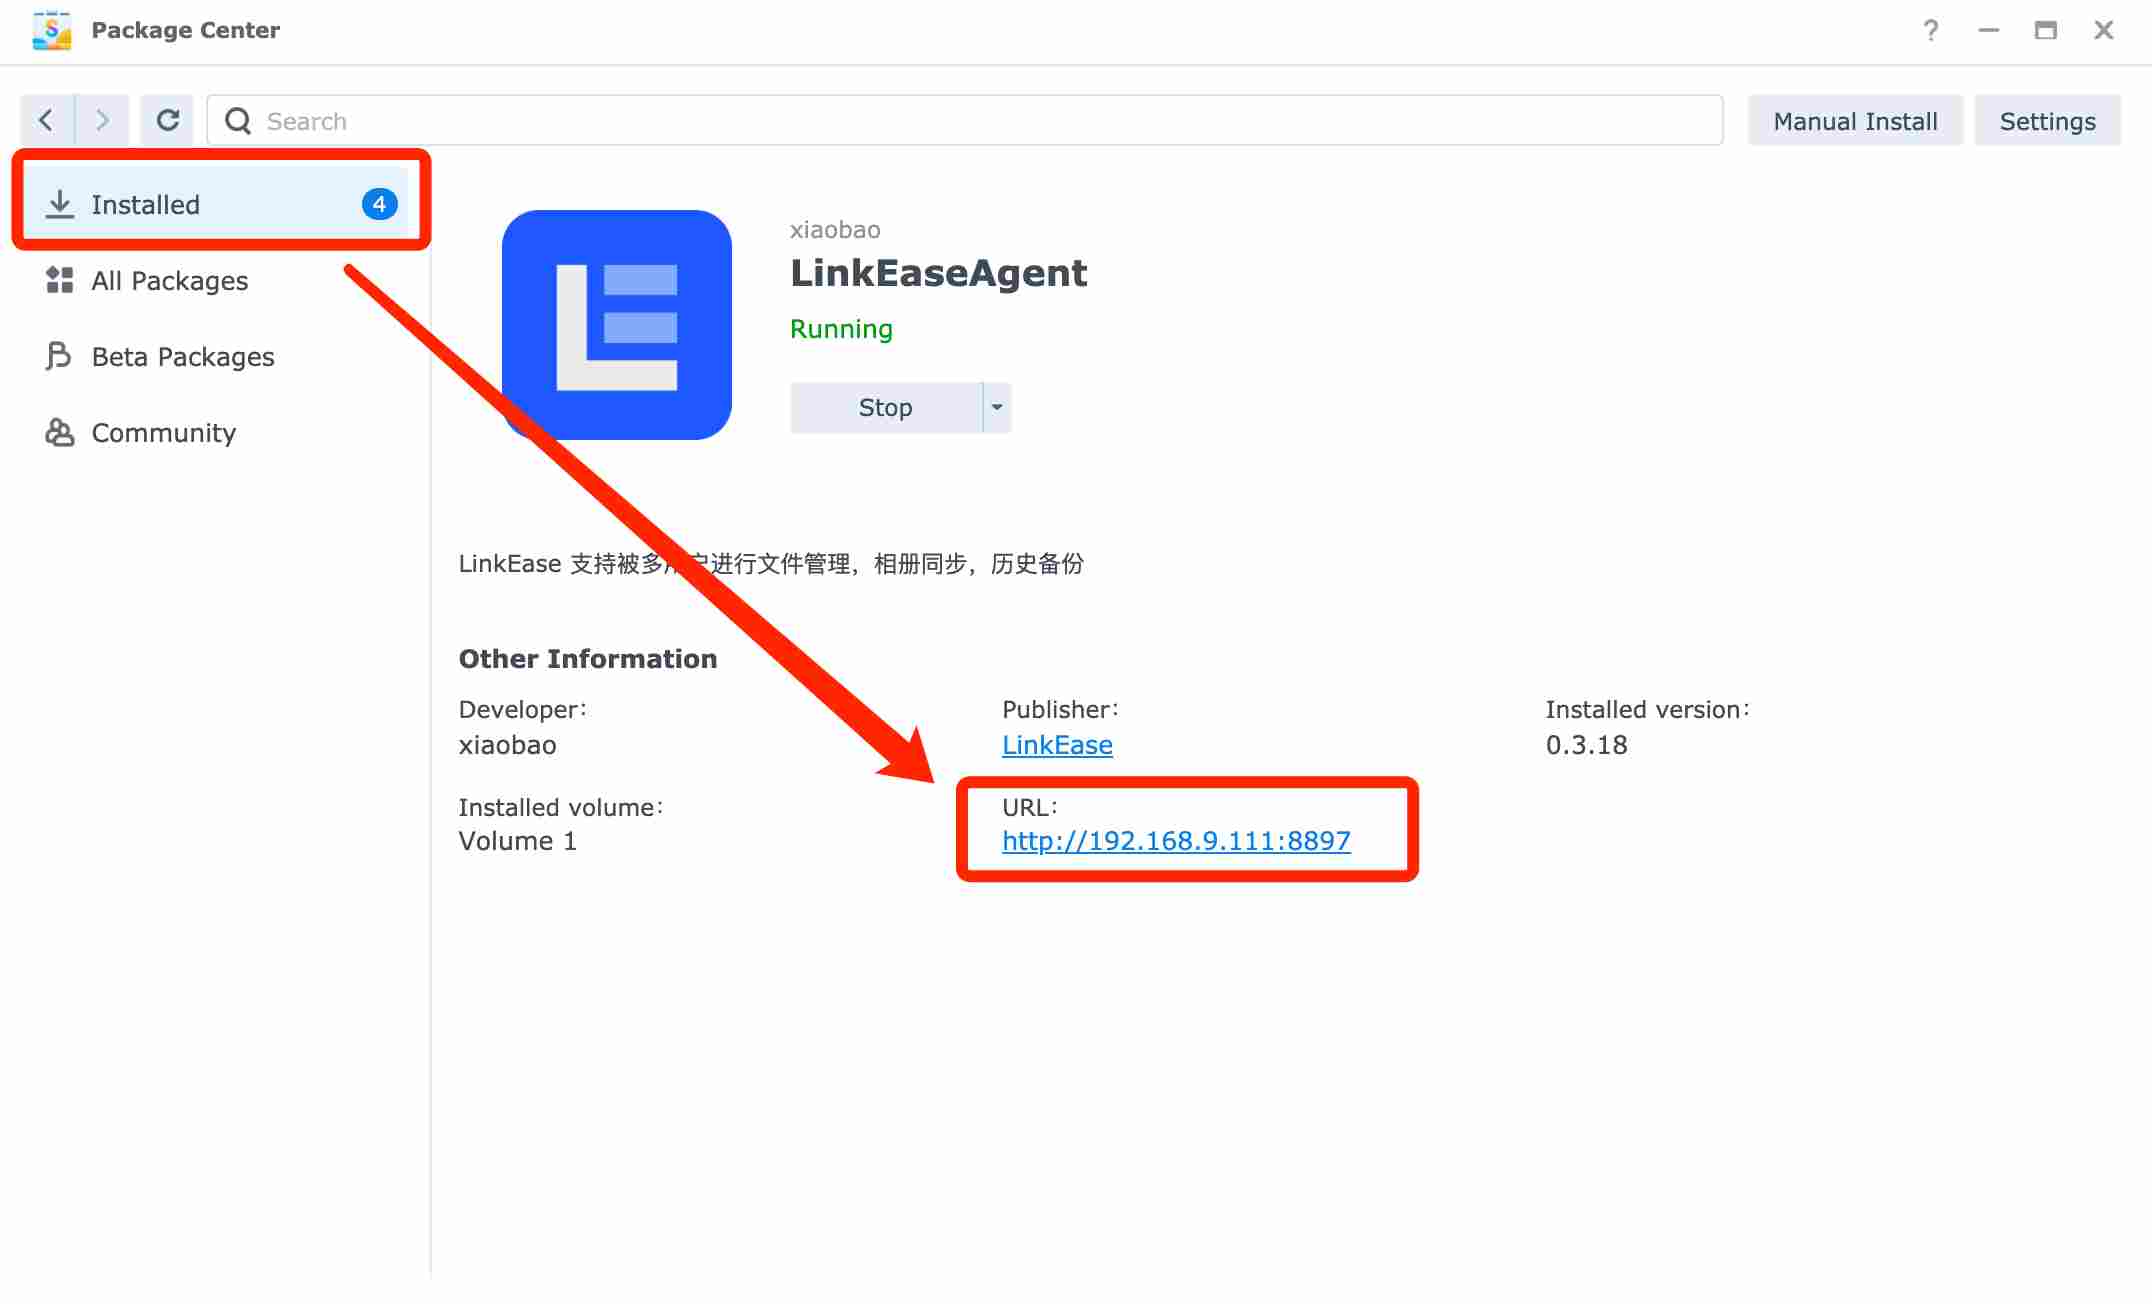 Package Center
Search
Manual Install
Settings
Installed
4
All Packages
Beta Packages
Community
xiaobao
LinkEaseAgent
Running
Stop
LinkEase 支持被多用户进行文件管理，相册同步，历史备份
Other Information
Developer:
xiaobao
Publisher:
LinkEase
Installed version:
0.3.18
Installed volume:
Volume 1
URL:
http://192.168.9.111:8897